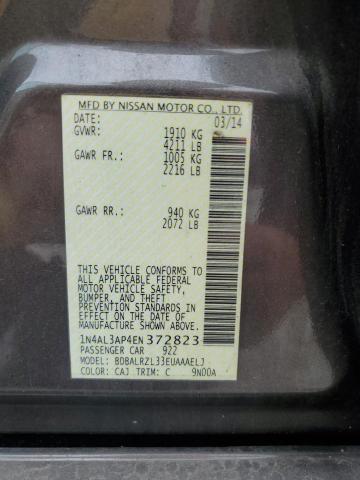 MFD BY NISSAN MOTOR CO., LTD.
DATE: 03/14
GVWR: 1910 KG
4211 LB
GAWR FR.: 1005 KG
2216 LB
GAWR RR.: 940 KG
2072 LB
THIS VEHICLE CONFORMS TO
ALL APPLICABLE FEDERAL
MOTOR VEHICLE SAFETY,
BUMPER, AND THEFT
PREVENTION STANDARDS IN
EFFECT ON THE DATE OF
MANUFACTURE SHOWN ABOVE.
1N4AL3AP4EN372823
PASSENGER CAR 922
MODEL: BDBALRZL33EUAAAELJ
COLOR: CAJ TRIM: C 9N00A